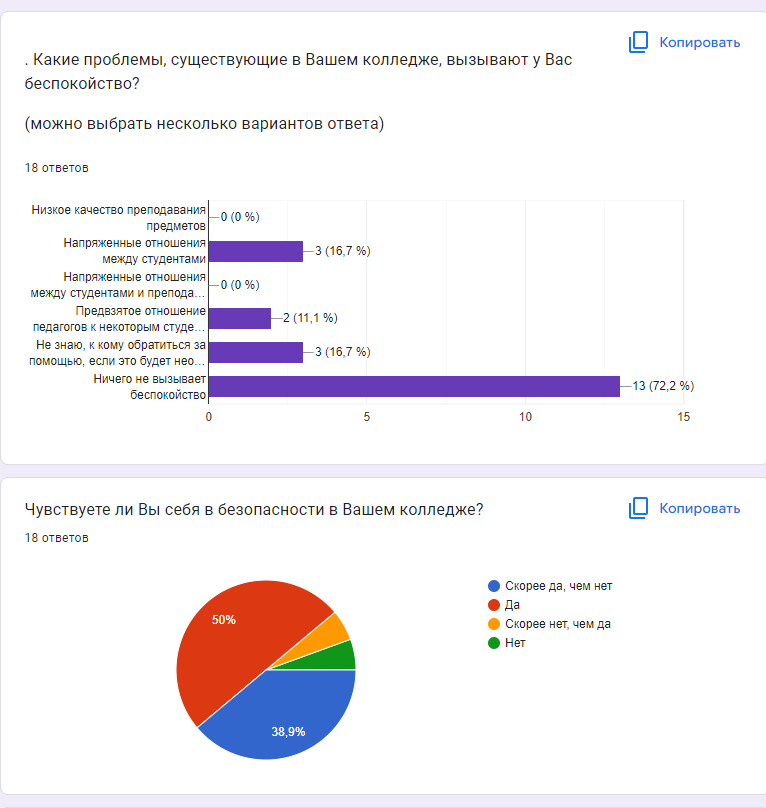 Копировать
. Какие проблемы, существующие в Вашем колледже, вызывают у Вас
беспокойство?
(можно выбрать несколько вариантов ответа)
18 ответов
Низкое качество преподавания
предметов
0 (0 %)
Напряженные отношения
между студентами
3 (16,7 %)
Напряженные отношения
между студентами и препода...
0 (0 %)
Предвзятое отношение
педагогов к некоторым студе...
2 (11,1 %)
Не знаю, к кому обратиться за
помощью, если это будет нео...
3 (16,7 %)
Ничего не вызывает
беспокойство
13 (72,2 %)
0 5 10 15
Чувствуете ли Вы себя в безопасности в Вашем колледже?
Копировать
18 ответов
50%
38,9%
Скорее да, чем нет
Да
Скорее нет, чем да
Нет